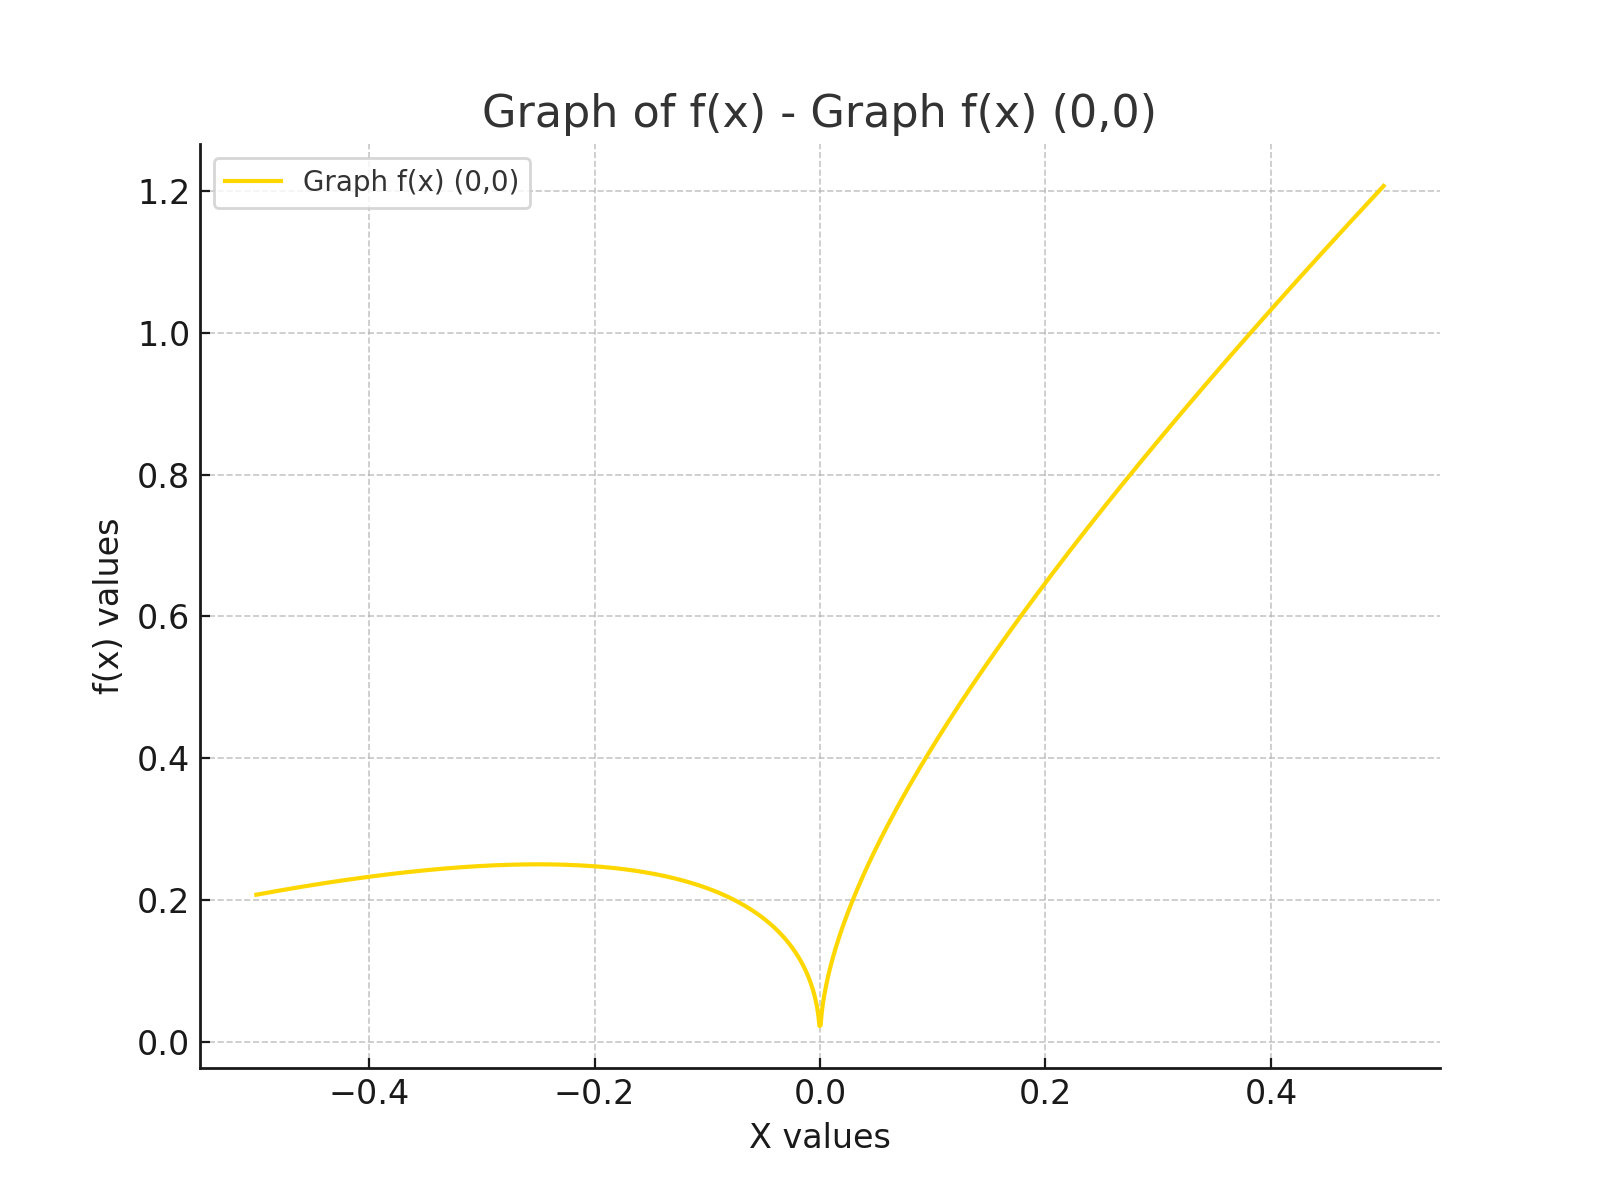 Graph of f(x) - Graph f(x) (0,0)
Graph f(x) (0,0)
1.2
1.0
0.8
0.6
0.4
0.2
0.0
f(x) values
−0.4 −0.2 0.0 0.2 0.4
X values